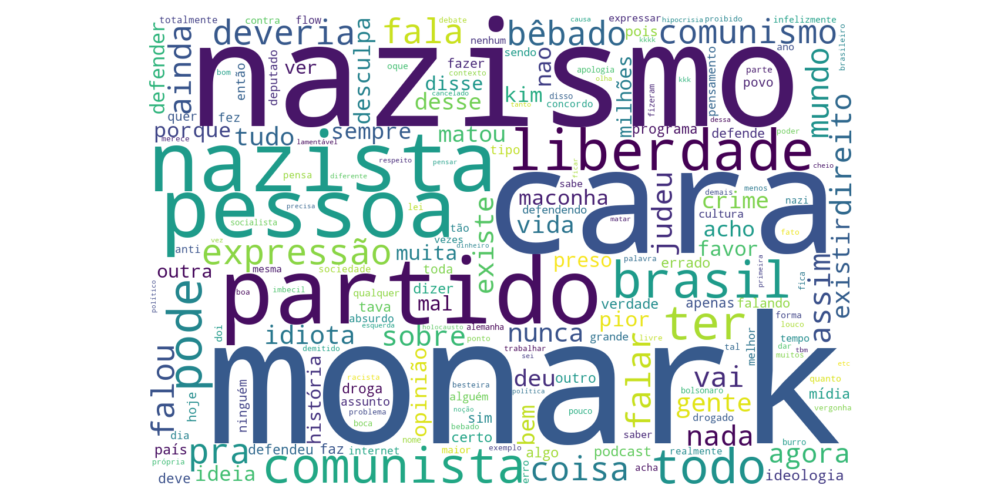 totalmente
contra
flow
debate
expressar
hipocrisia
proibido
infelizmente
deveria
fala
nenhum
bêbado
causa
pois
kkkk
comunismo
ano
brasileiro
defender
ainda
bom
então
deputado
nazismo
desculpa
ver
fazer
sendo
oque
apologia
olha
nao
milhões
pensamento
parte
povo
mundo
quer
fez
merece
disse
contexto
cancelado
desse
tanto
kim
disso
concordo
kkk
fizeram
dessa
poder
porque
tudo
lamentável
sempre
matou
tipo
liberdade
programa
defende
cheio
nazista
respeito
pensar
pensa
diferente
precisa
lei
socialista
existe
maconha
sabe
defendendo
vida
ficar
matar
judeu
cara
demais
menos
crime
cultura
nazi
acho
fato
existirdireito
pessoa
tão
vezes
dinheiro
anti
vez
expressão
muita
sociedade
toda
mesma
outra
preso
palavra
errado
favor
primeira
fica
assim
político
poder
boa
imbecil
qualquer
tava
dizer
mal
partido
brasil
verdade
apenas
falando
forma
louco
absurdo
esquerda
holocausto
alemanha
nunca
grande
livre
pior
idiota
sobre
ponto
trabalhar
sei
ter
tal
melhor
tempo
dar
muitos
tbm
falou
hoje
doi
demitido
monark
racista
opinião
besteira
política
noção
deu
outro
alguém
pouco
falar
bolsonaro
drogado
vai
gente
quanto
etc
mídia
vergonha
ninguém
história
droga
assunto
problema
boca
bebado
sim
certo
bem
saber
nada
burro
dia
país
deve
própria
pra
ideia
defendeu
faz
nome
internet
maior
exemplo
comunista
erro
algo
coisa
podcast
acha
todo
realmente
agora
ideologia